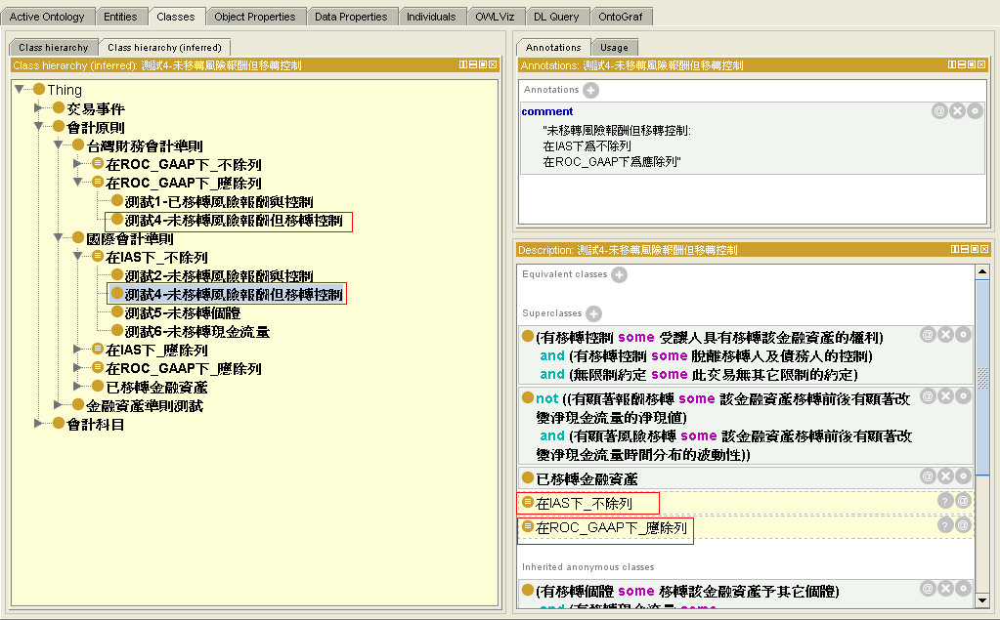 Active Ontology Entities Classes Object Properties Data Properties Individuals OWLViz DL Query OntoGraf
Class hierarchy Class hierarchy (inferred)
Class hierarchy (inferred): 測試4-未移轉風險報酬但移轉控制
Thing
交易事件
會計原則
台灣財務會計準則
在ROC_GAAP下_不除列
在ROC_GAAP下_應除列
測試1-已移轉風險報酬與控制
測試4-未移轉風險報酬但移轉控制
國際會計準則
在IAS下_不除列
測試2-未移轉風險報酬與控制
測試4-未移轉風險報酬但移轉控制
測試5-未移轉個體
測試6-未移轉現金流量
在IAS下_應除列
在ROC_GAAP下_應除列
已移轉金融資產
金融資產準則測試
會計科目
Annotations Usage
Annotations: 測試4-未移轉風險報酬但移轉控制
Annotations
comment
"未移轉風險報酬但移轉控制:
在IAS下為不除列
在ROC_GAAP下為應除列"
Description: 測試4-未移轉風險報酬但移轉控制
Equivalent classes
Superclasses
(有移轉控制 some 受讓人具有移轉該金融資產的權利)
and (有移轉控制 some 脫離移轉人及債務人的控制)
and (無限制約定 some 此交易無其它限制的約定)
not ((有顯著報酬移轉 some 該金融資產移轉前後有顯著改
變淨現金流量的淨現值)
and (有顯著風險移轉 some 該金融資產移轉前後有顯著改
變淨現金流量時間分布的波動性))
已移轉金融資產
在IAS下_不除列
在ROC_GAAP下_應除列
Inherited anonymous classes
(有移轉個體 some 移轉該金融資產予其它個體)
and (有移轉現金流量 some